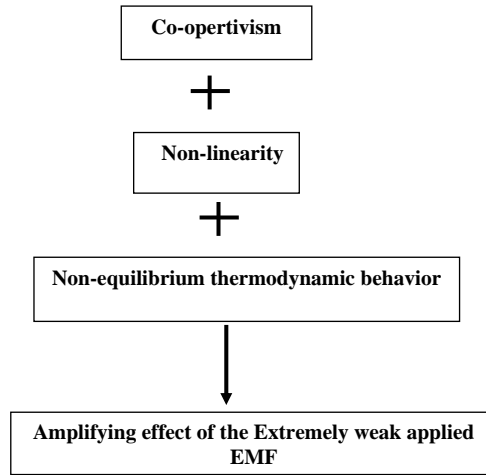 Co-opertivism
+
Non-linearity
+
Non-equilibrium thermodynamic behavior
Amplifying effect of the Extremely weak applied
EMF